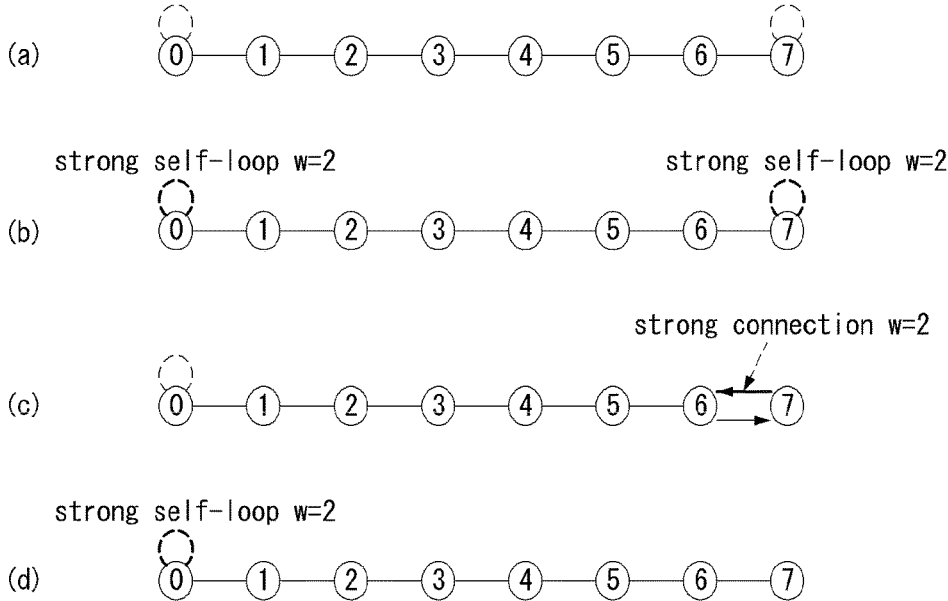 (a) 0 1 2 3 4 5 6 7
strong self-loop w=2 strong self-loop w=2
(b) 0 1 2 3 4 5 6 7
strong connection w=2
(c) 0 1 2 3 4 5 6 7
strong self-loop w=2
(d) 0 1 2 3 4 5 6 7